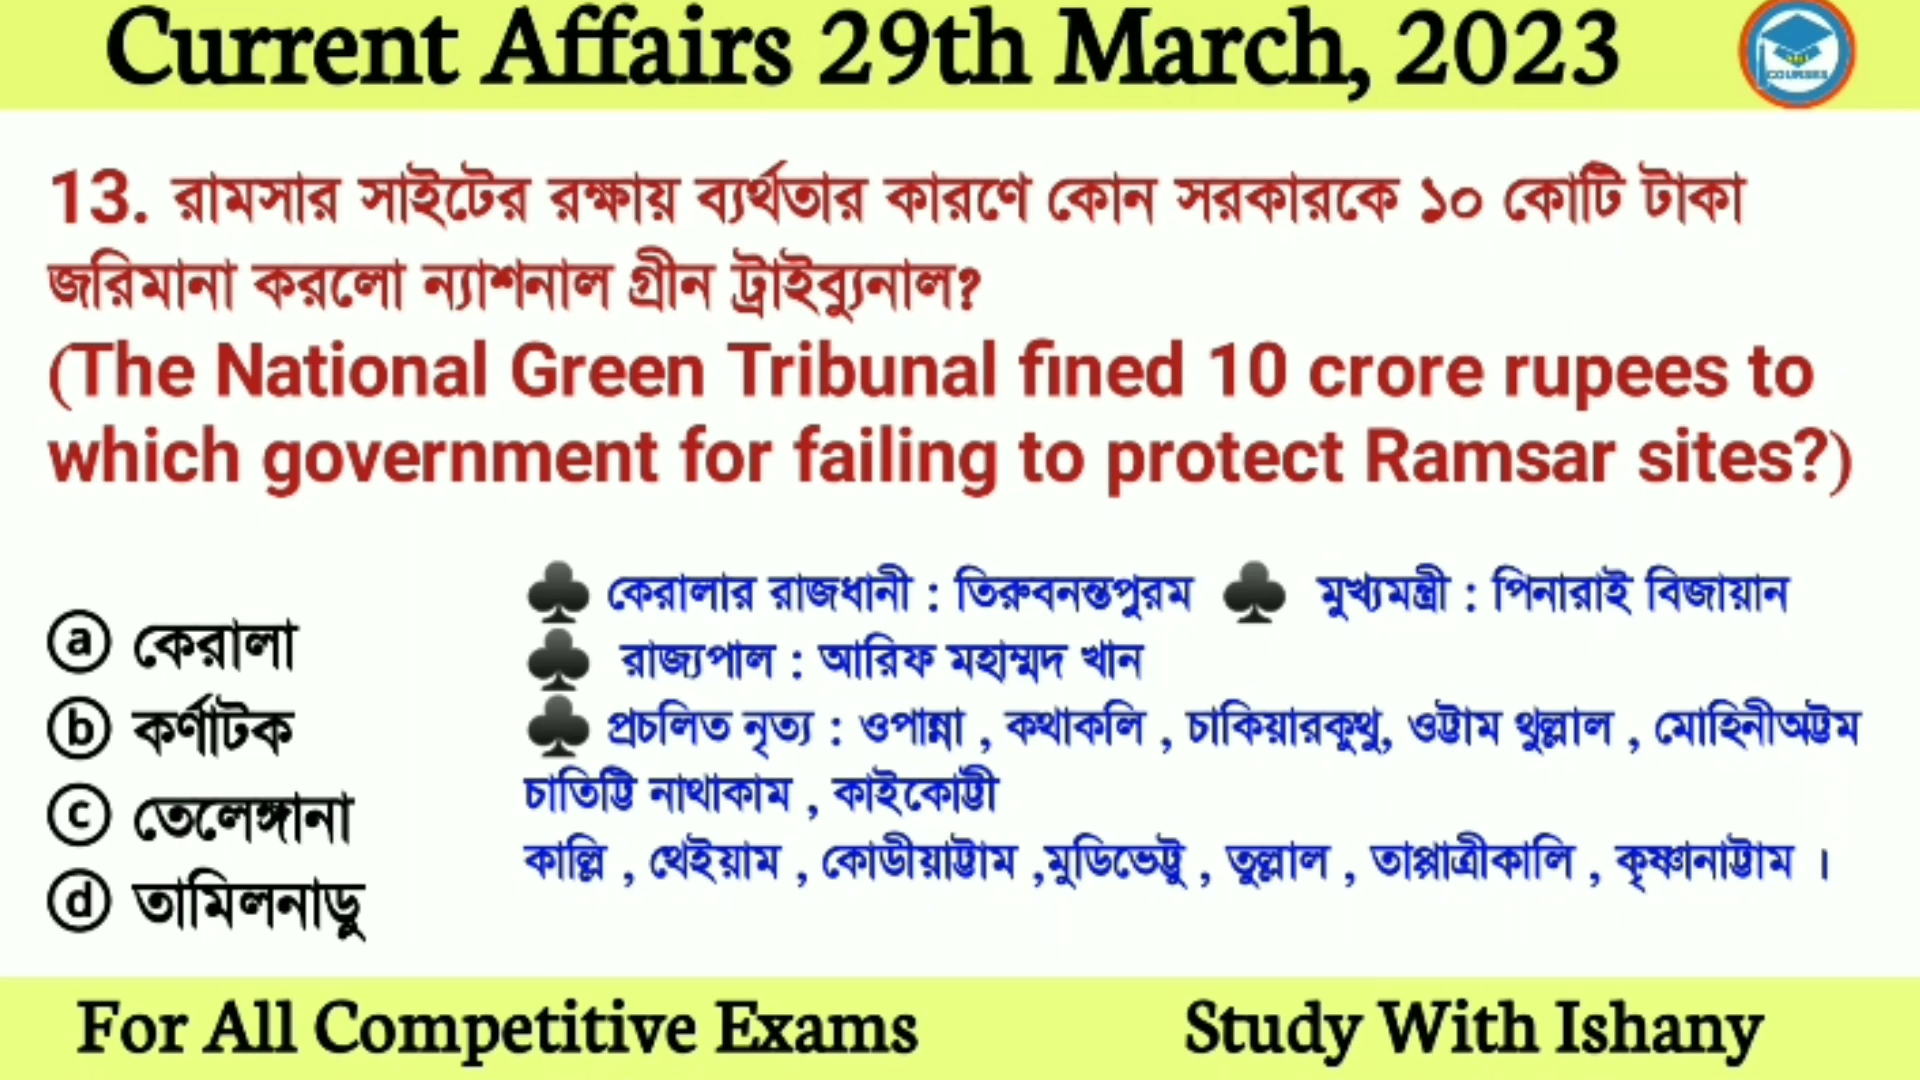 Current Affairs 29th March, 2023
COURSES
13. রামসার সাইটের রক্ষায় ব্যর্থতার কারণে কোন সরকারকে ১০ কোটি টাকা
জরিমানা করলো ন্যাশনাল গ্রীন ট্রাইব্যুনাল?
(The National Green Tribunal fined 10 crore rupees to
which government for failing to protect Ramsar sites?)
ⓐ কেরালা
ⓑ কর্ণাটক
ⓒ তেলেঙ্গানা
ⓓ তামিলনাড়ু
♣ কেরালার রাজধানী : তিরুবনন্তপুরম ♣ মুখ্যমন্ত্রী : পিনারাই বিজায়ান
♣ রাজ্যপাল : আরিফ মহাম্মদ খান
♣ প্রচলিত নৃত্য : ওপান্না , কথাকলি , চাকিয়ারকুথু, ওট্টাম থুল্লাল , মোহিনীঅট্টম
চাতিট্টি নাথাকাম , কাইকোট্টী
কাল্লি , থেইয়াম , কোডীয়াট্টাম ,মুডিভেট্টু , তুল্লাল , তাপ্পাত্রীকালি , কৃষ্ণানাট্টাম ।
For All Competitive Exams
Study With Ishany